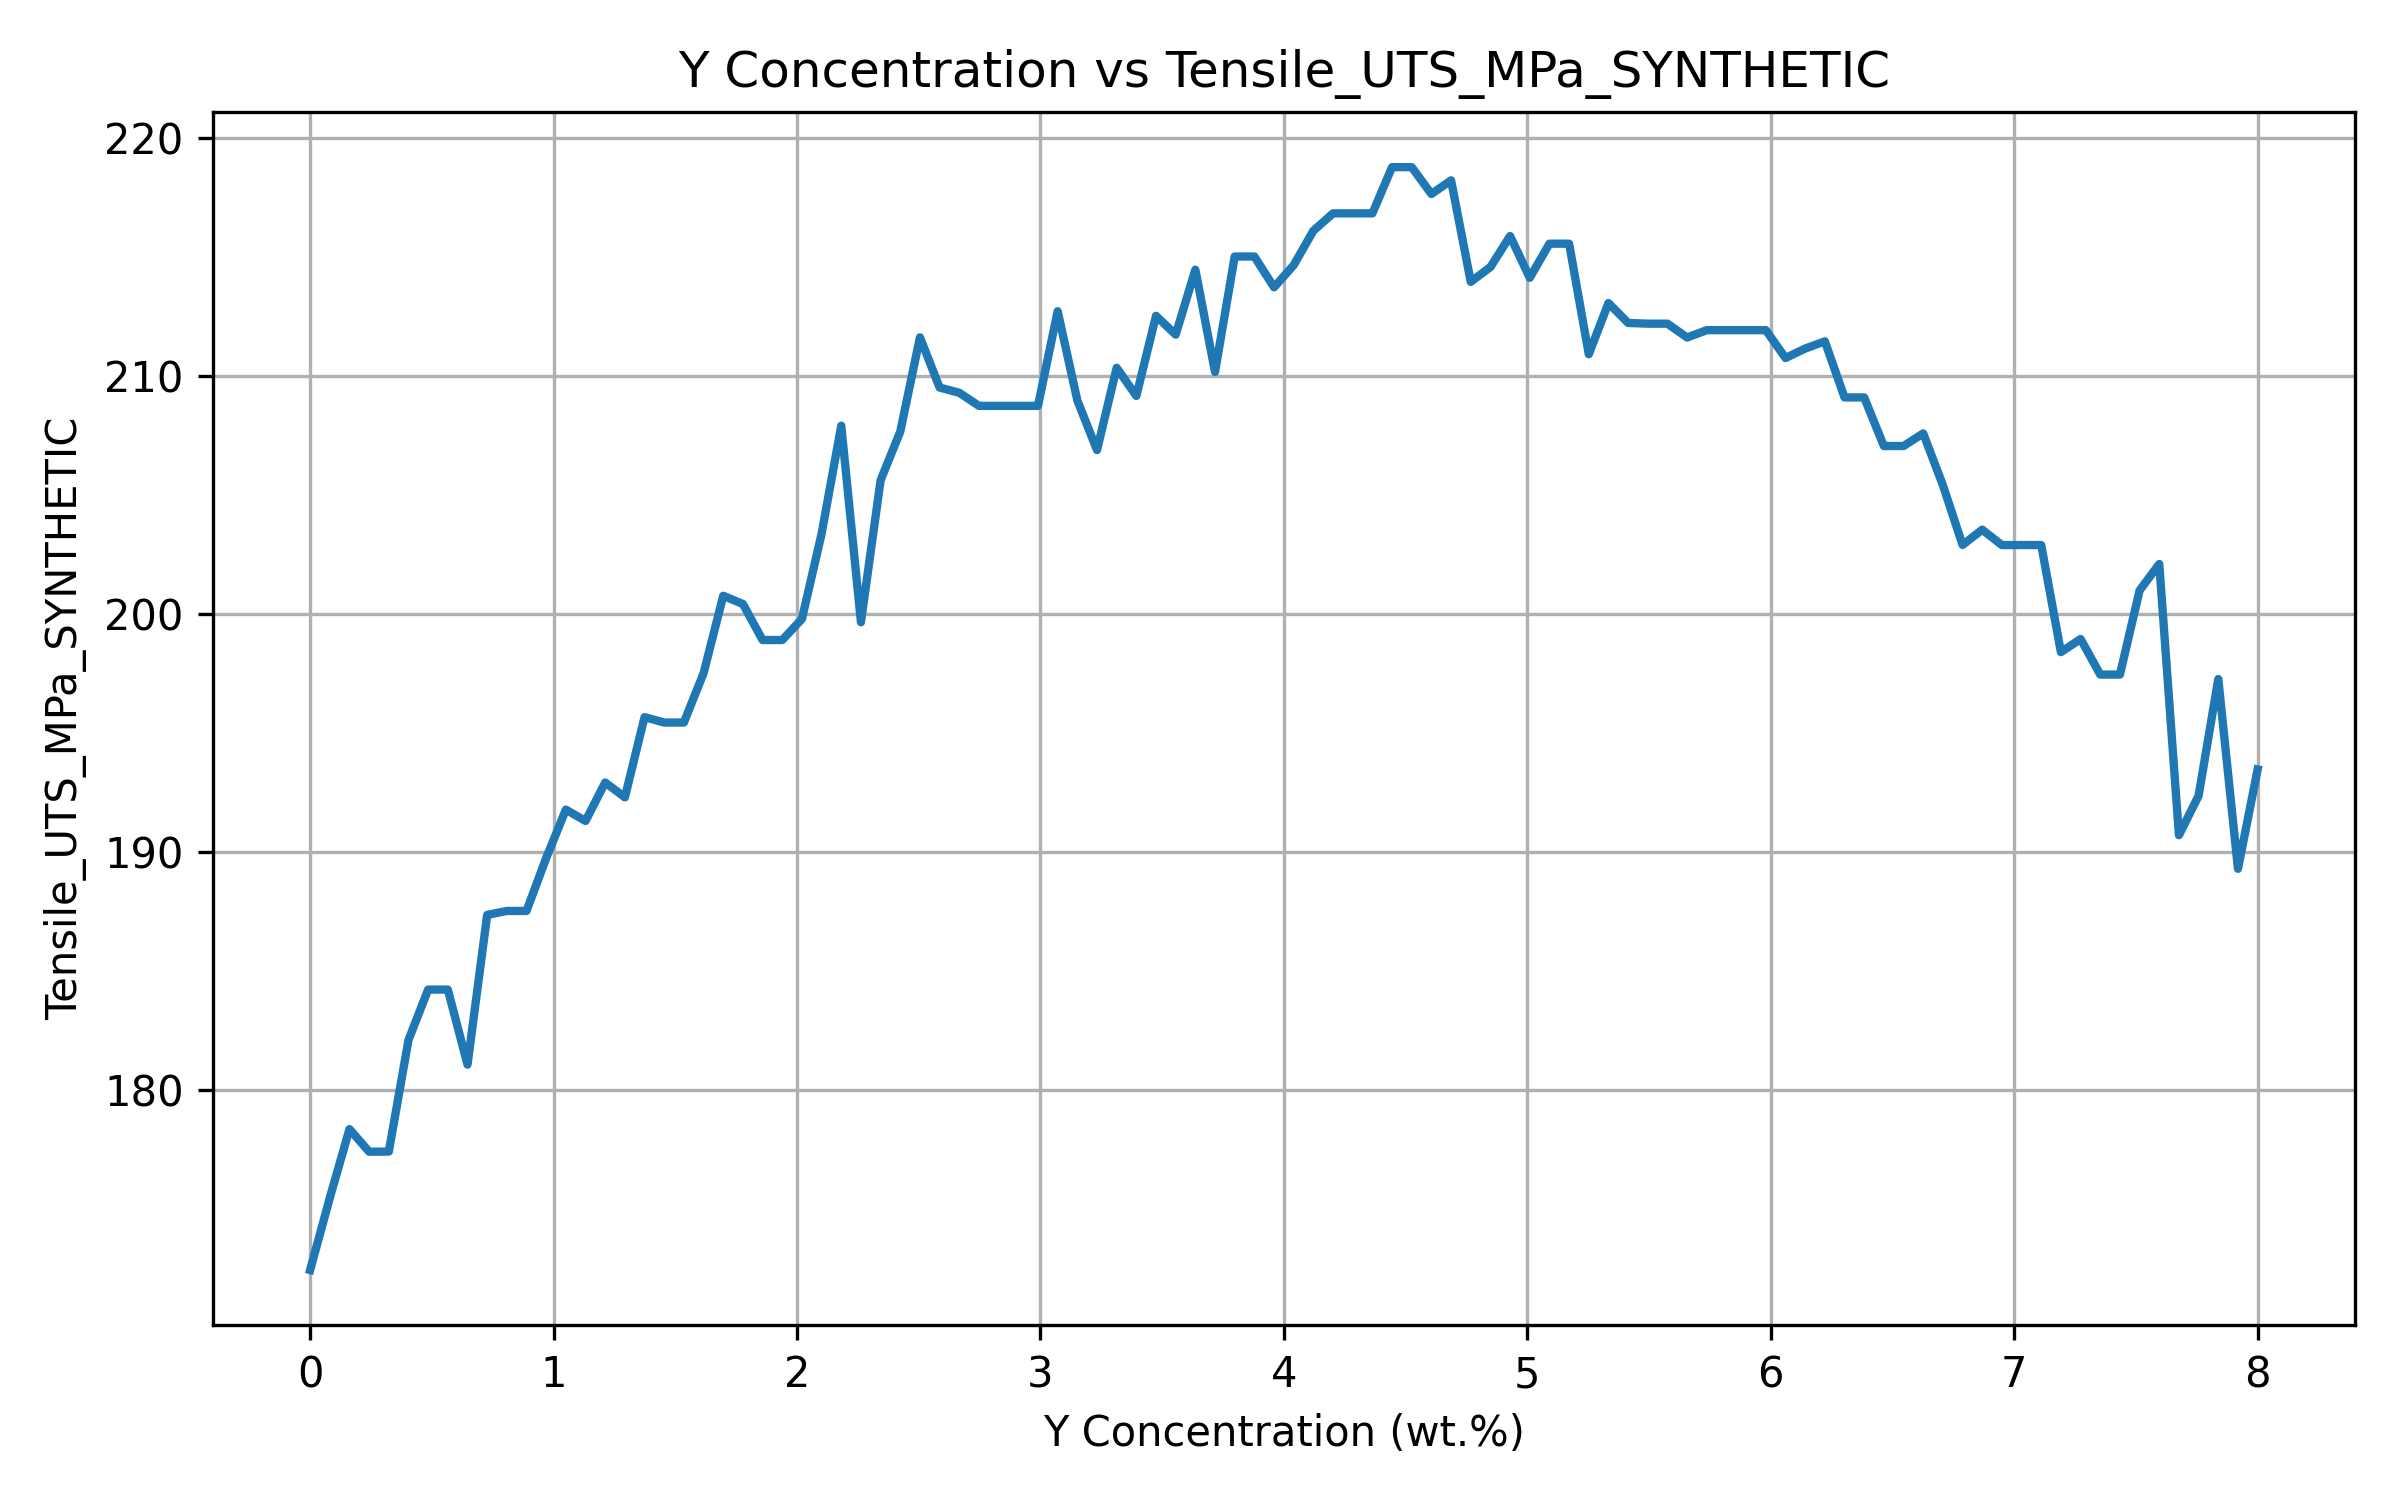 Y Concentration vs Tensile_UTS_MPa_SYNTHETIC
Tensile_UTS_MPa_SYNTHETIC
220
210
200
190
180
0 1 2 3 4 5 6 7 8
Y Concentration (wt.%)